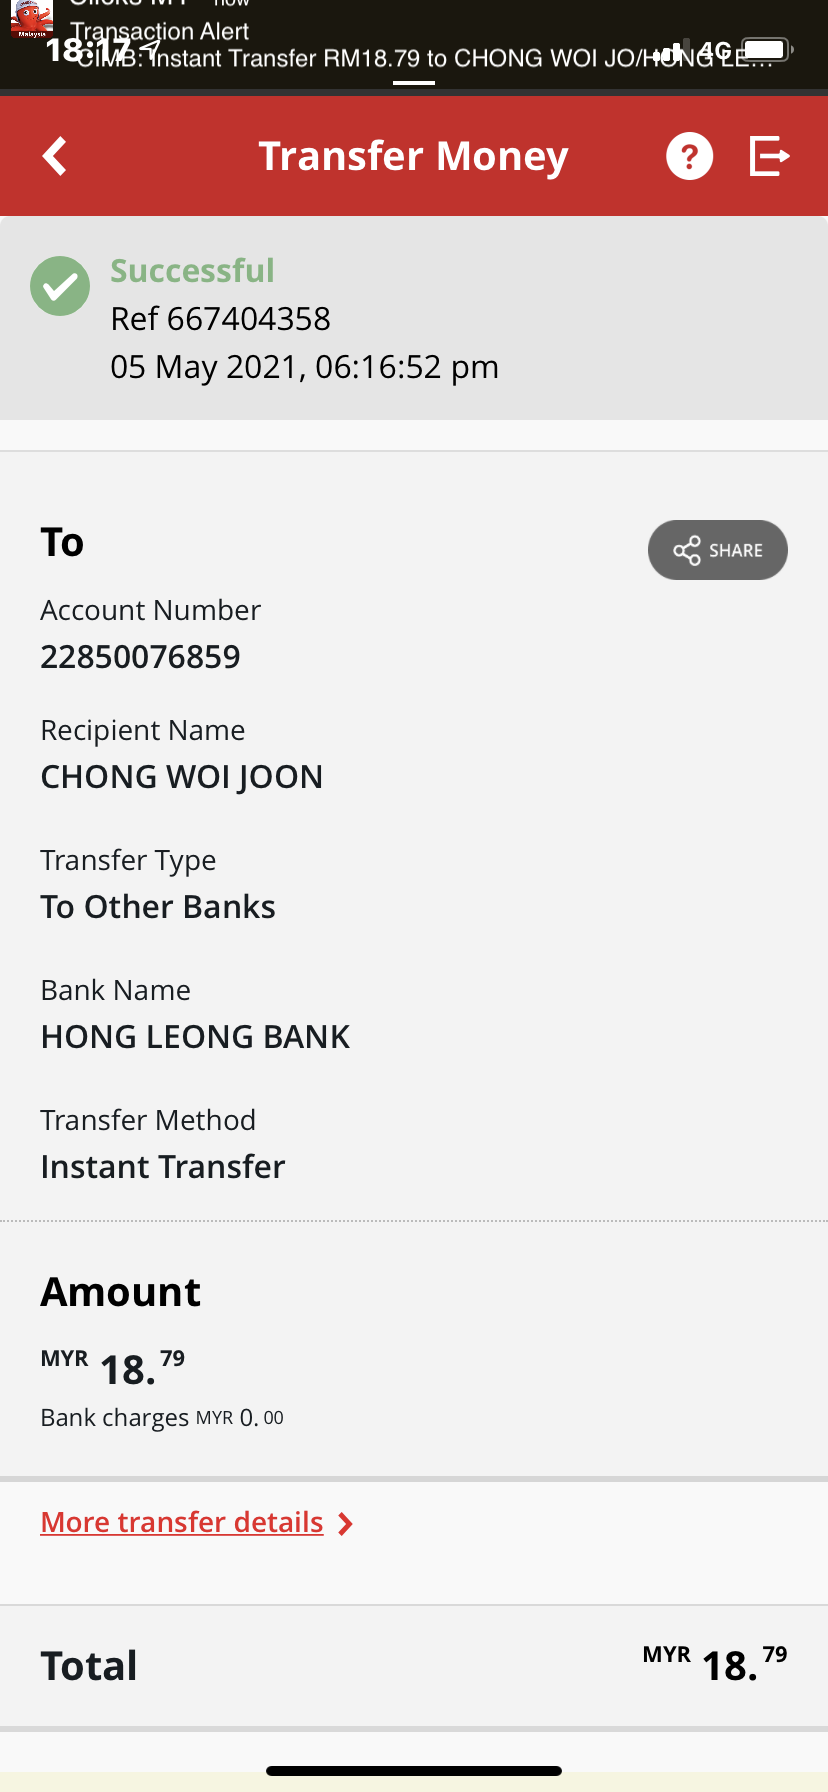 Clicks MY now
Malaysia
Transaction Alert
18:17
CIMB: Instant Transfer RM18.79 to CHONG WOI JO/HONG LE...
4G
Transfer Money
?
Successful
Ref 667404358
05 May 2021, 06:16:52 pm
To
SHARE
Account Number
22850076859
Recipient Name
CHONG WOI JOON
Transfer Type
To Other Banks
Bank Name
HONG LEONG BANK
Transfer Method
Instant Transfer
Amount
MYR 18.79
Bank charges MYR 0.00
More transfer details
Total
MYR 18.79